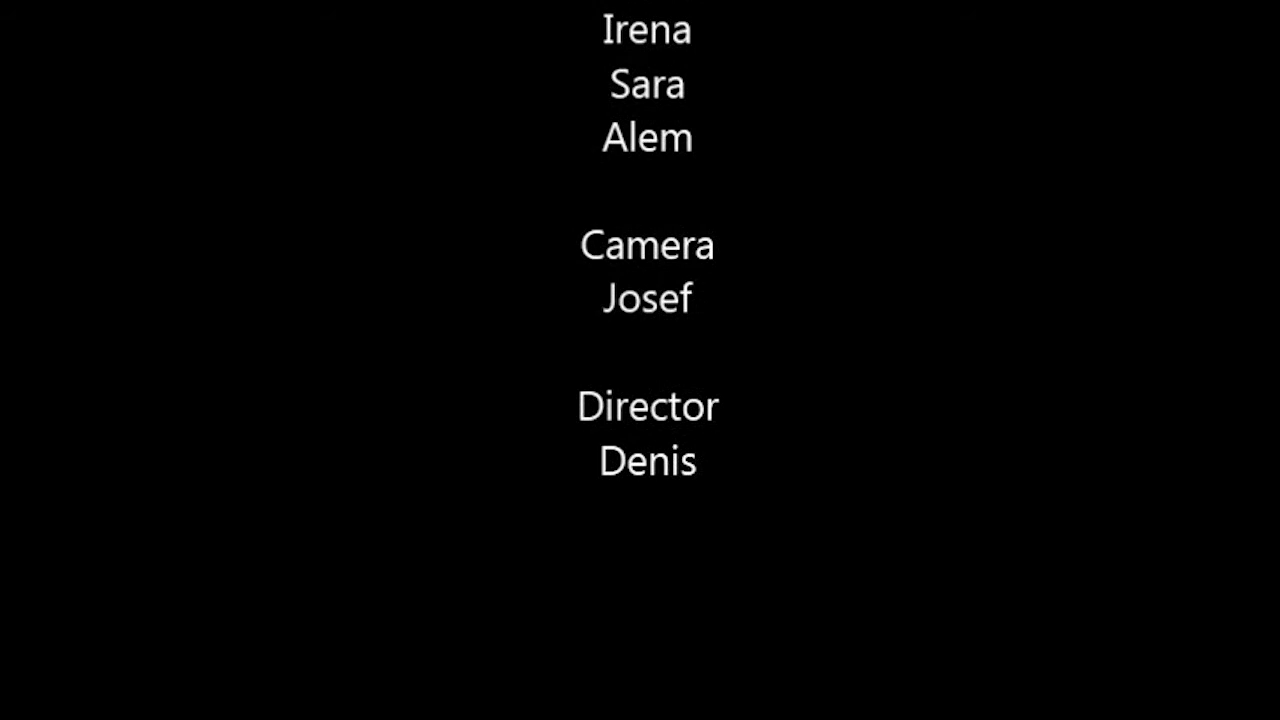 Irena
Sara
Alem
Camera
Josef
Director
Denis